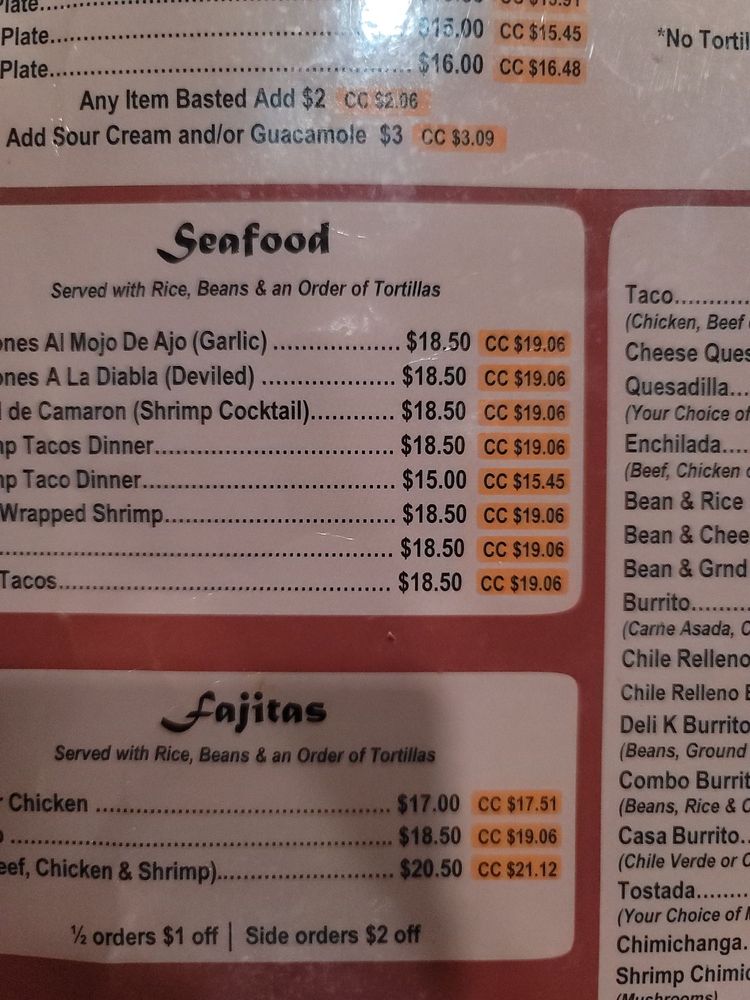 Plate.......... CC $15.91
Plate.......... $15.00 CC $15.45
Plate.......... $16.00 CC $16.48
Any Item Basted Add $2 CC $2.06
Add Sour Cream and/or Guacamole $3 CC $3.09
*No Tortil
Seafood
Served with Rice, Beans & an Order of Tortillas
ones Al Mojo De Ajo (Garlic) .......... $18.50 CC $19.06
ones A La Diabla (Deviled) .......... $18.50 CC $19.06
l de Camaron (Shrimp Cocktail).......... $18.50 CC $19.06
mp Tacos Dinner.......... $18.50 CC $19.06
mp Taco Dinner.......... $15.00 CC $15.45
Wrapped Shrimp.......... $18.50 CC $19.06
.......... $18.50 CC $19.06
Tacos.......... $18.50 CC $19.06
Fajitas
Served with Rice, Beans & an Order of Tortillas
r Chicken .......... $17.00 CC $17.51
.......... $18.50 CC $19.06
eef, Chicken & Shrimp).......... $20.50 CC $21.12
½ orders $1 off | Side orders $2 off
Taco..........
(Chicken, Beef
Cheese Ques
Quesadilla...
(Your Choice of
Enchilada....
(Beef, Chicken
Bean & Rice
Bean & Chee
Bean & Grnd
Burrito.......
(Carne Asada, C
Chile Relleno
Chile Relleno B
Deli K Burrito
(Beans, Ground
Combo Burrit
(Beans, Rice & C
Casa Burrito..
(Chile Verde or C
Tostada.......
(Your Choice of M
Chimichanga.
Shrimp Chimic
(Mushrooms)